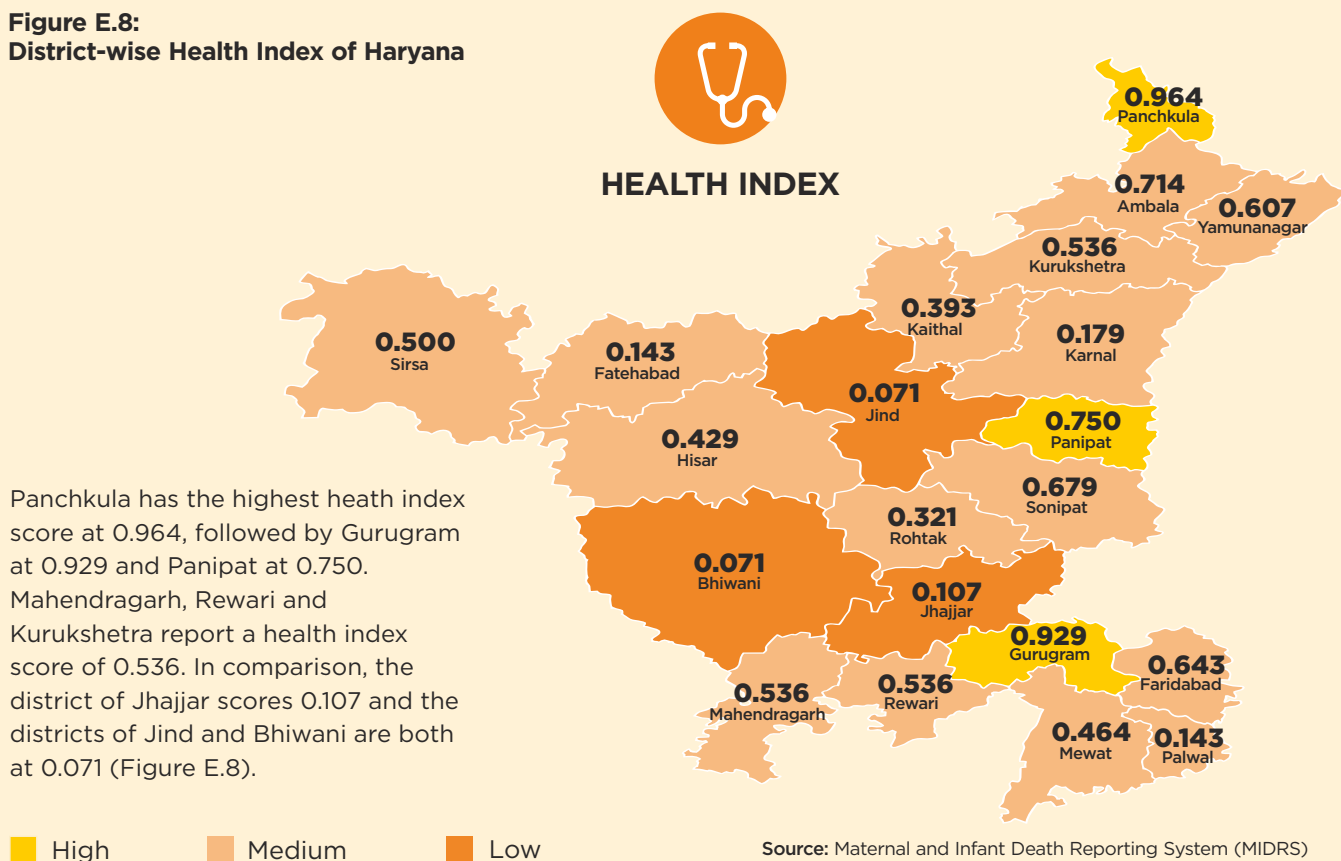 Figure E.8:
District-wise Health Index of Haryana
HEALTH INDEX
0.964
Panchkula
0.714
Ambala
0.607
Yamunanagar
0.536
Kurukshetra
0.393
Kaithal
0.179
Karnal
0.500
Sirsa
0.143
Fatehabad
0.071
Jind
0.750
Panipat
0.429
Hisar
0.679
Sonipat
0.321
Rohtak
0.071
Bhiwani
0.107
Jhajjar
0.929
Gurugram
0.643
Faridabad
0.536
Mahendragarh
0.536
Rewari
0.464
Mewat
0.143
Palwal
Panchkula has the highest heath index
score at 0.964, followed by Gurugram
at 0.929 and Panipat at 0.750.
Mahendragarh, Rewari and
Kurukshetra report a health index
score of 0.536. In comparison, the
district of Jhajjar scores 0.107 and the
districts of Jind and Bhiwani are both
at 0.071 (Figure E.8).
High
Medium
Low
Source: Maternal and Infant Death Reporting System (MIDRS)